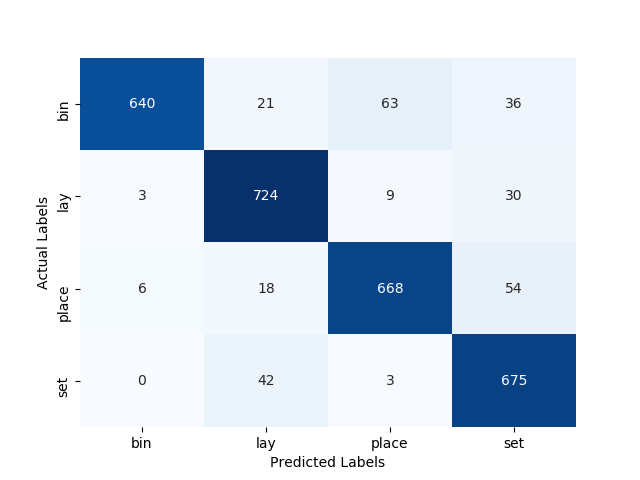 bin 640 21 63 36
lay 3 724 9 30
place 6 18 668 54
set 0 42 3 675
bin lay place set
Predicted Labels
Actual Labels